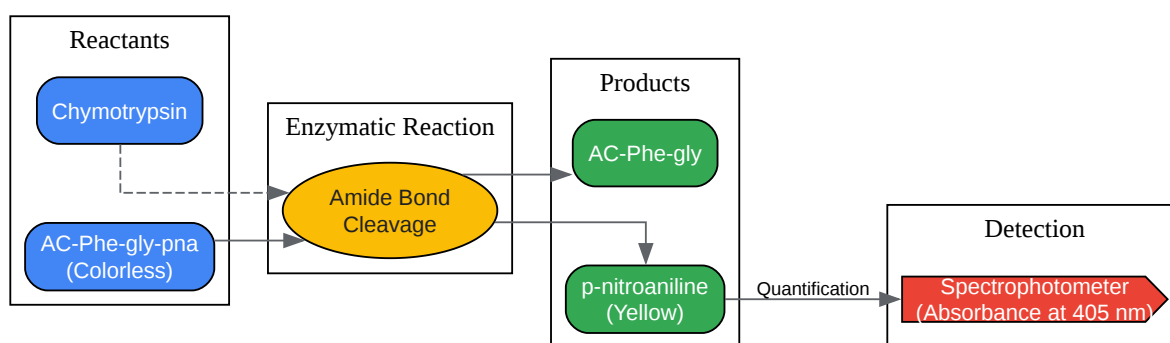 Reactants
Chymotrypsin
AC-Phe-gly-pna
(Colorless)
Enzymatic Reaction
Amide Bond
Cleavage
Products
AC-Phe-gly
p-nitroaniline
(Yellow)
Quantification
Detection
Spectrophotometer
(Absorbance at 405 nm)